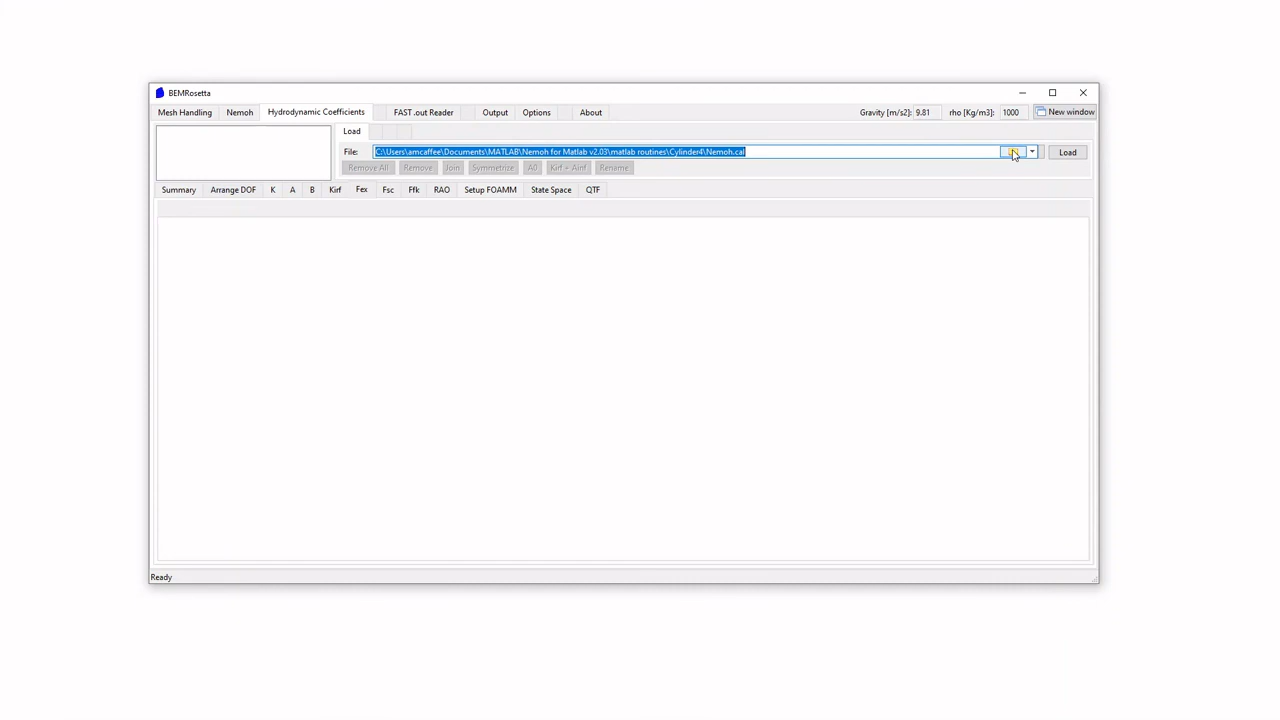 BEMRosetta
Mesh Handling Nemoh Hydrodynamic Coefficients FAST .out Reader Output Options About Gravity [m/s2]: 9.81 rho [Kg/m3]: 1000 New window
Load
File: C:\Users\amcaffee\Documents\MATLAB\Nemoh for Matlab v2.03\matlab routines\Cylinder4\Nemoh.cal Load
Remove All Remove Join Symmetrize A0 Kirf + Ainf Rename
Summary Arrange DOF K A B Kirf Fex Fsc Ffk RAO Setup FOAMM State Space QTF
Ready